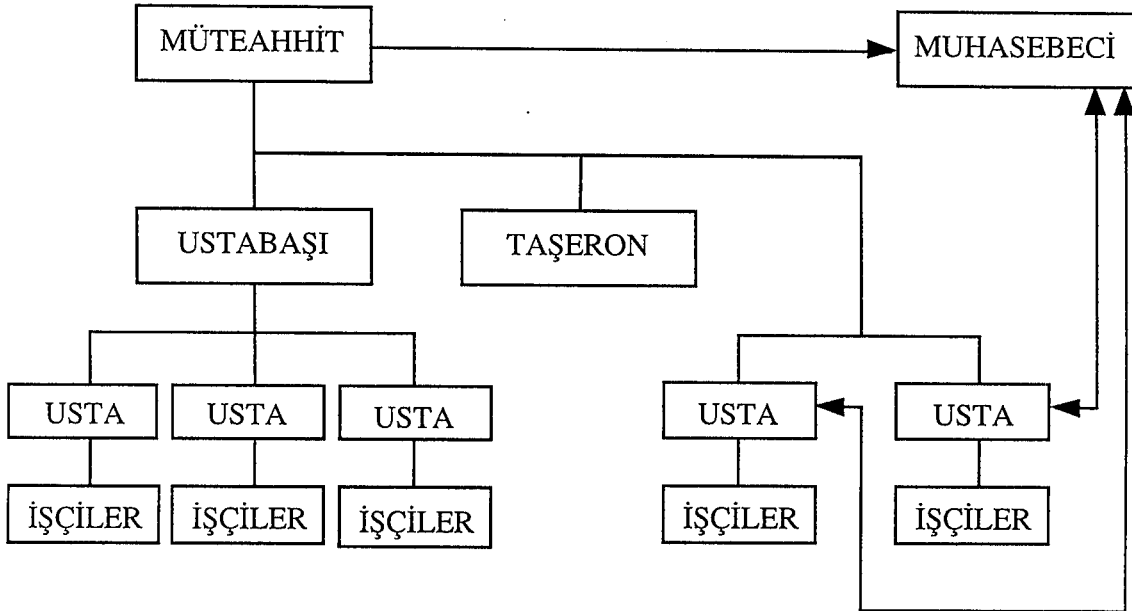 MÜTEAHHİT
MUHASEBECİ
USTABAŞI
TAŞERON
USTA
USTA
USTA
USTA
USTA
İŞÇİLER
İŞÇİLER
İŞÇİLER
İŞÇİLER
İŞÇİLER